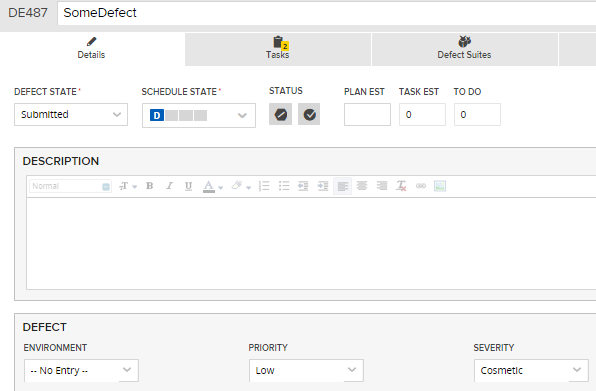 DE487 SomeDefect
Details Tasks 2 Defect Suites
DEFECT STATE * SCHEDULE STATE * STATUS PLAN EST TASK EST TO DO
Submitted D 0 0
DESCRIPTION
Normal T B I U A
DEFECT
ENVIRONMENT PRIORITY SEVERITY
-- No Entry -- Low Cosmetic